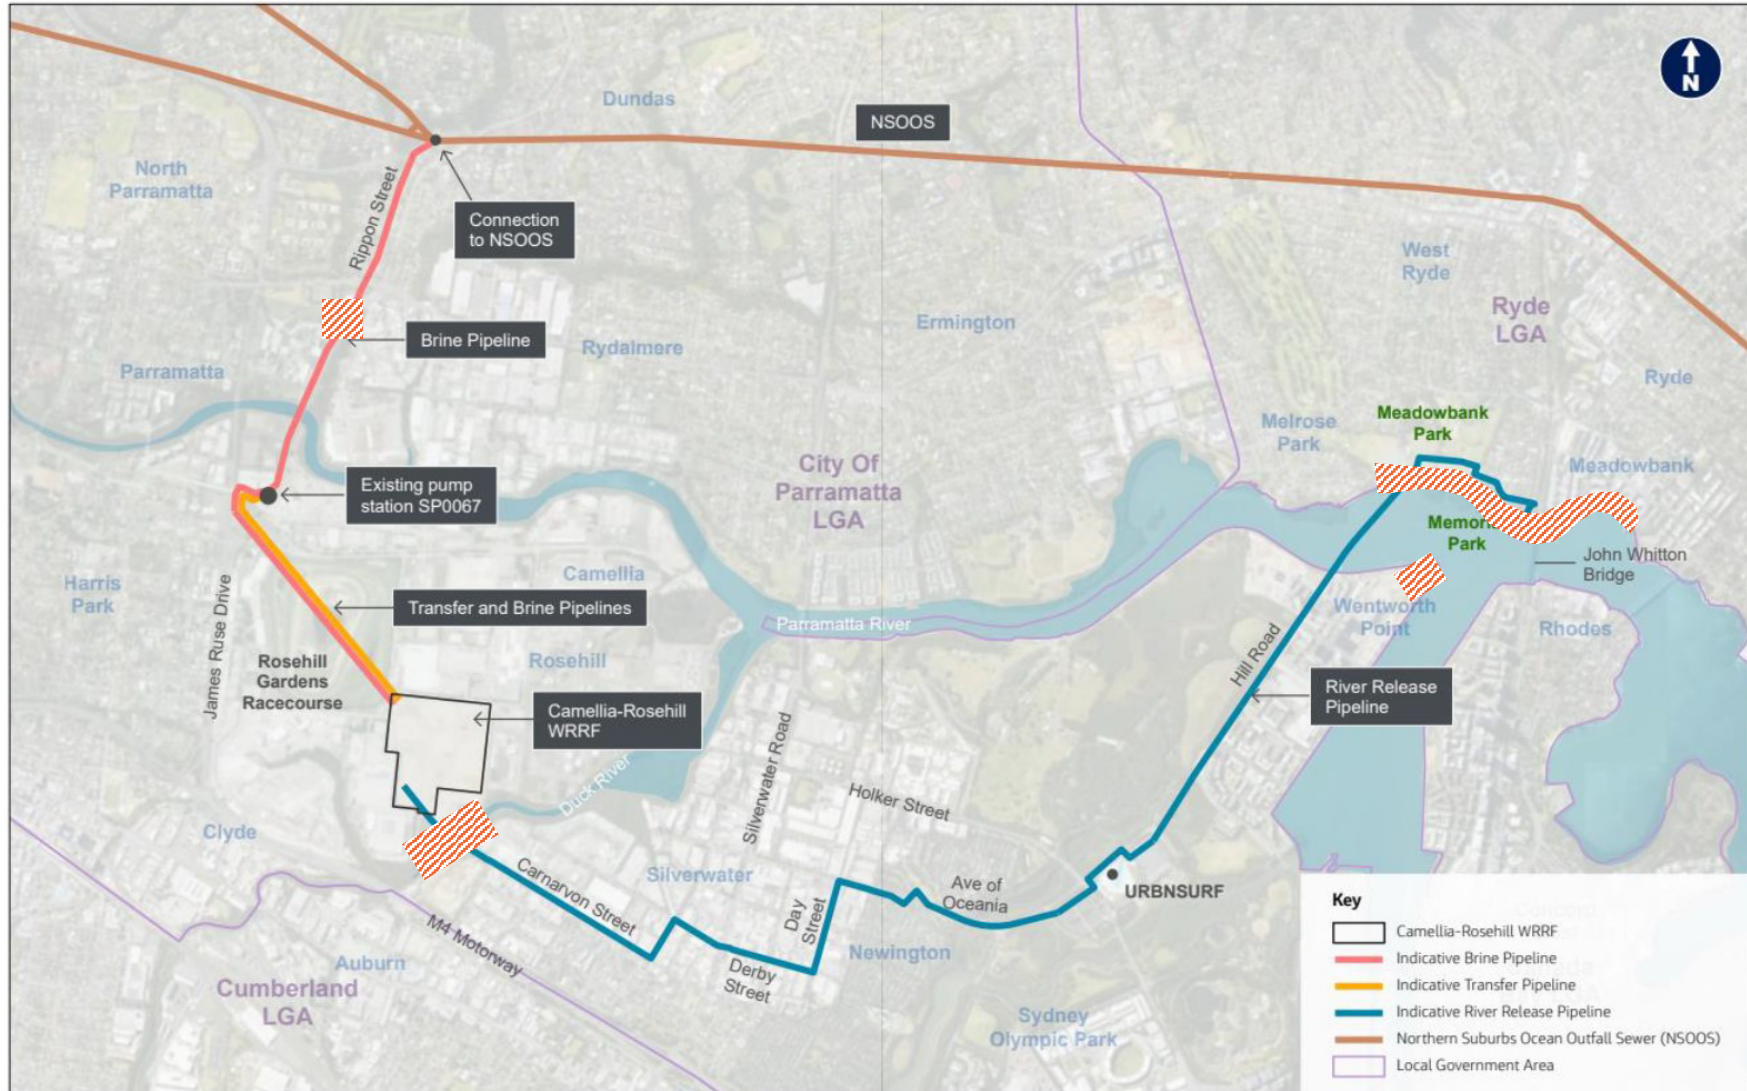 N
Dundas
NSOOS
North
Parramatta
Rippon Street
Connection
to NSOOS
West
Ryde
Ryde
LGA
Ermington
Brine Pipeline
Rydalmere
Parramatta
Ryde
Melrose
Park
Meadowbank
Park
Meadowbank
City Of
Parramatta
LGA
Existing pump
station SP0067
Park
John Whitton
Bridge
Harris
Park
Camellia
James Ruse Drive
Transfer and Brine Pipelines
Parramatta River
Wentworth
Point
Rhodes
Rosehill
Gardens
Racecourse
Rosehill
Hill Road
River Release
Pipeline
Camellia-Rosehill
WRRF
Silverwater Road
Duck River
Holker Street
Clyde
Carnarvon Street
Silverwater
Ave of
Oceania
URBNSURF
Day
Street
M4 Motorway
Newington
Derby
Street
Auburn
Cumberland
LGA
Sydney
Olympic Park
Key
Camellia-Rosehill WRRF
Indicative Brine Pipeline
Indicative Transfer Pipeline
Indicative River Release Pipeline
Northern Suburbs Ocean Outfall Sewer (NSOOS)
Local Government Area